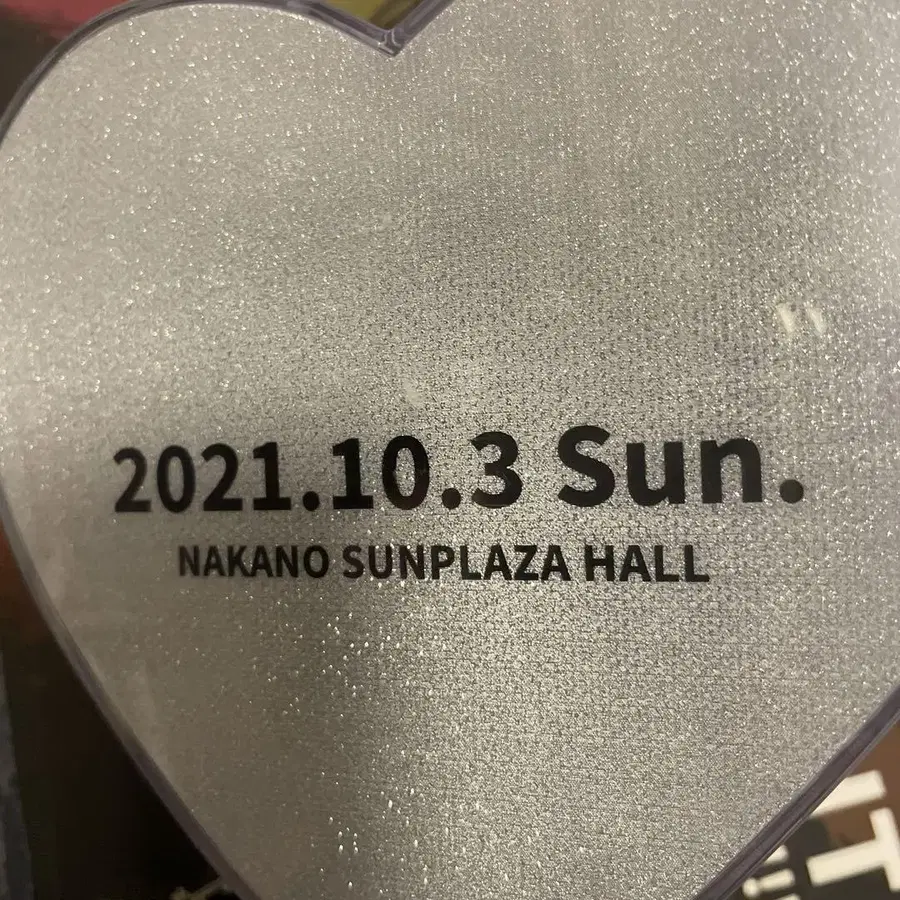 2021.10.3 Sun.
NAKANO SUNPLAZA HALL